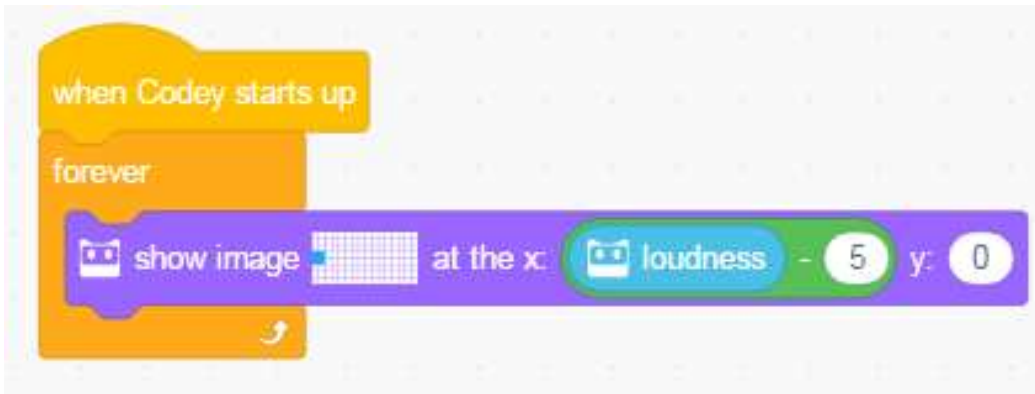 when Codey starts up
forever
show image at the x: loudness - 5 y: 0